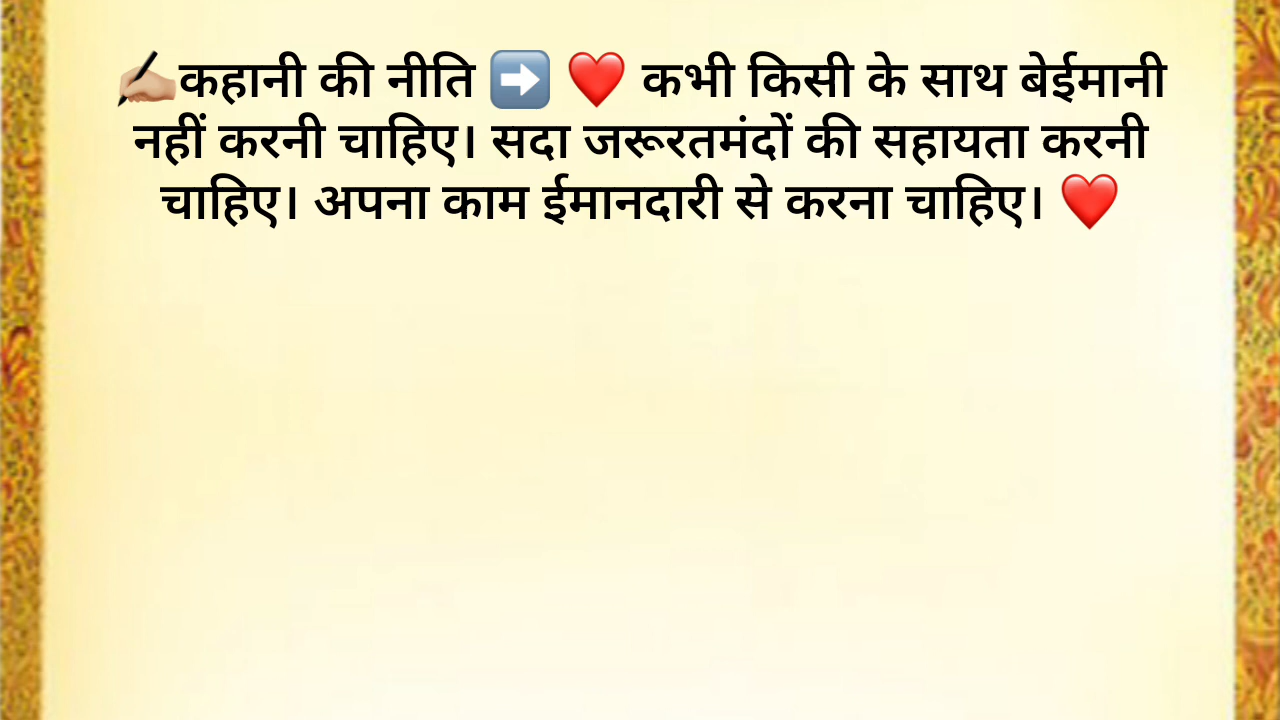 ✍🏼कहानी की नीति ➡️ ❤️ कभी किसी के साथ बेईमानी
नहीं करनी चाहिए। सदा जरूरतमंदों की सहायता करनी
चाहिए। अपना काम ईमानदारी से करना चाहिए। ❤️